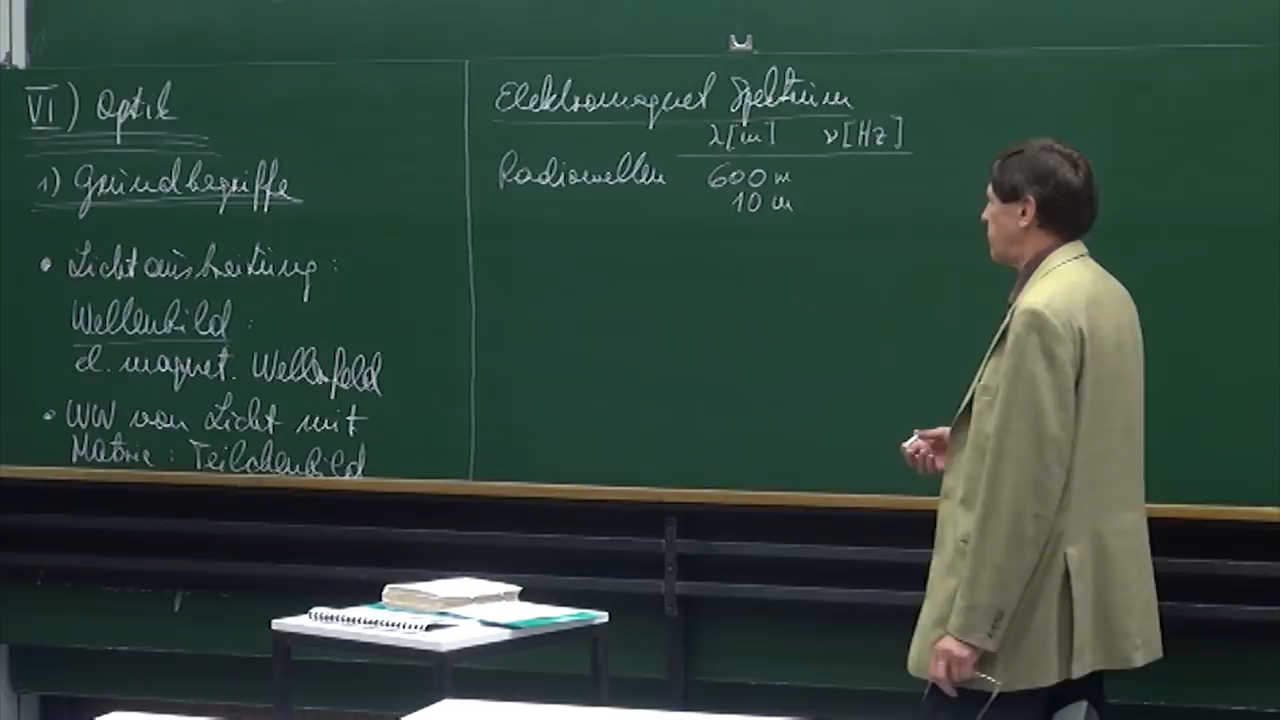 VI) Optik
1) Grundbegriffe
• Lichtausbreitung:
Wellenbild:
el. magnet. Wellenfeld
• WW von Licht mit
Materie: Teilchenbild
Elektromagnet Spektrum
λ[m] ν[Hz]
Radiowellen 600 m
10 m